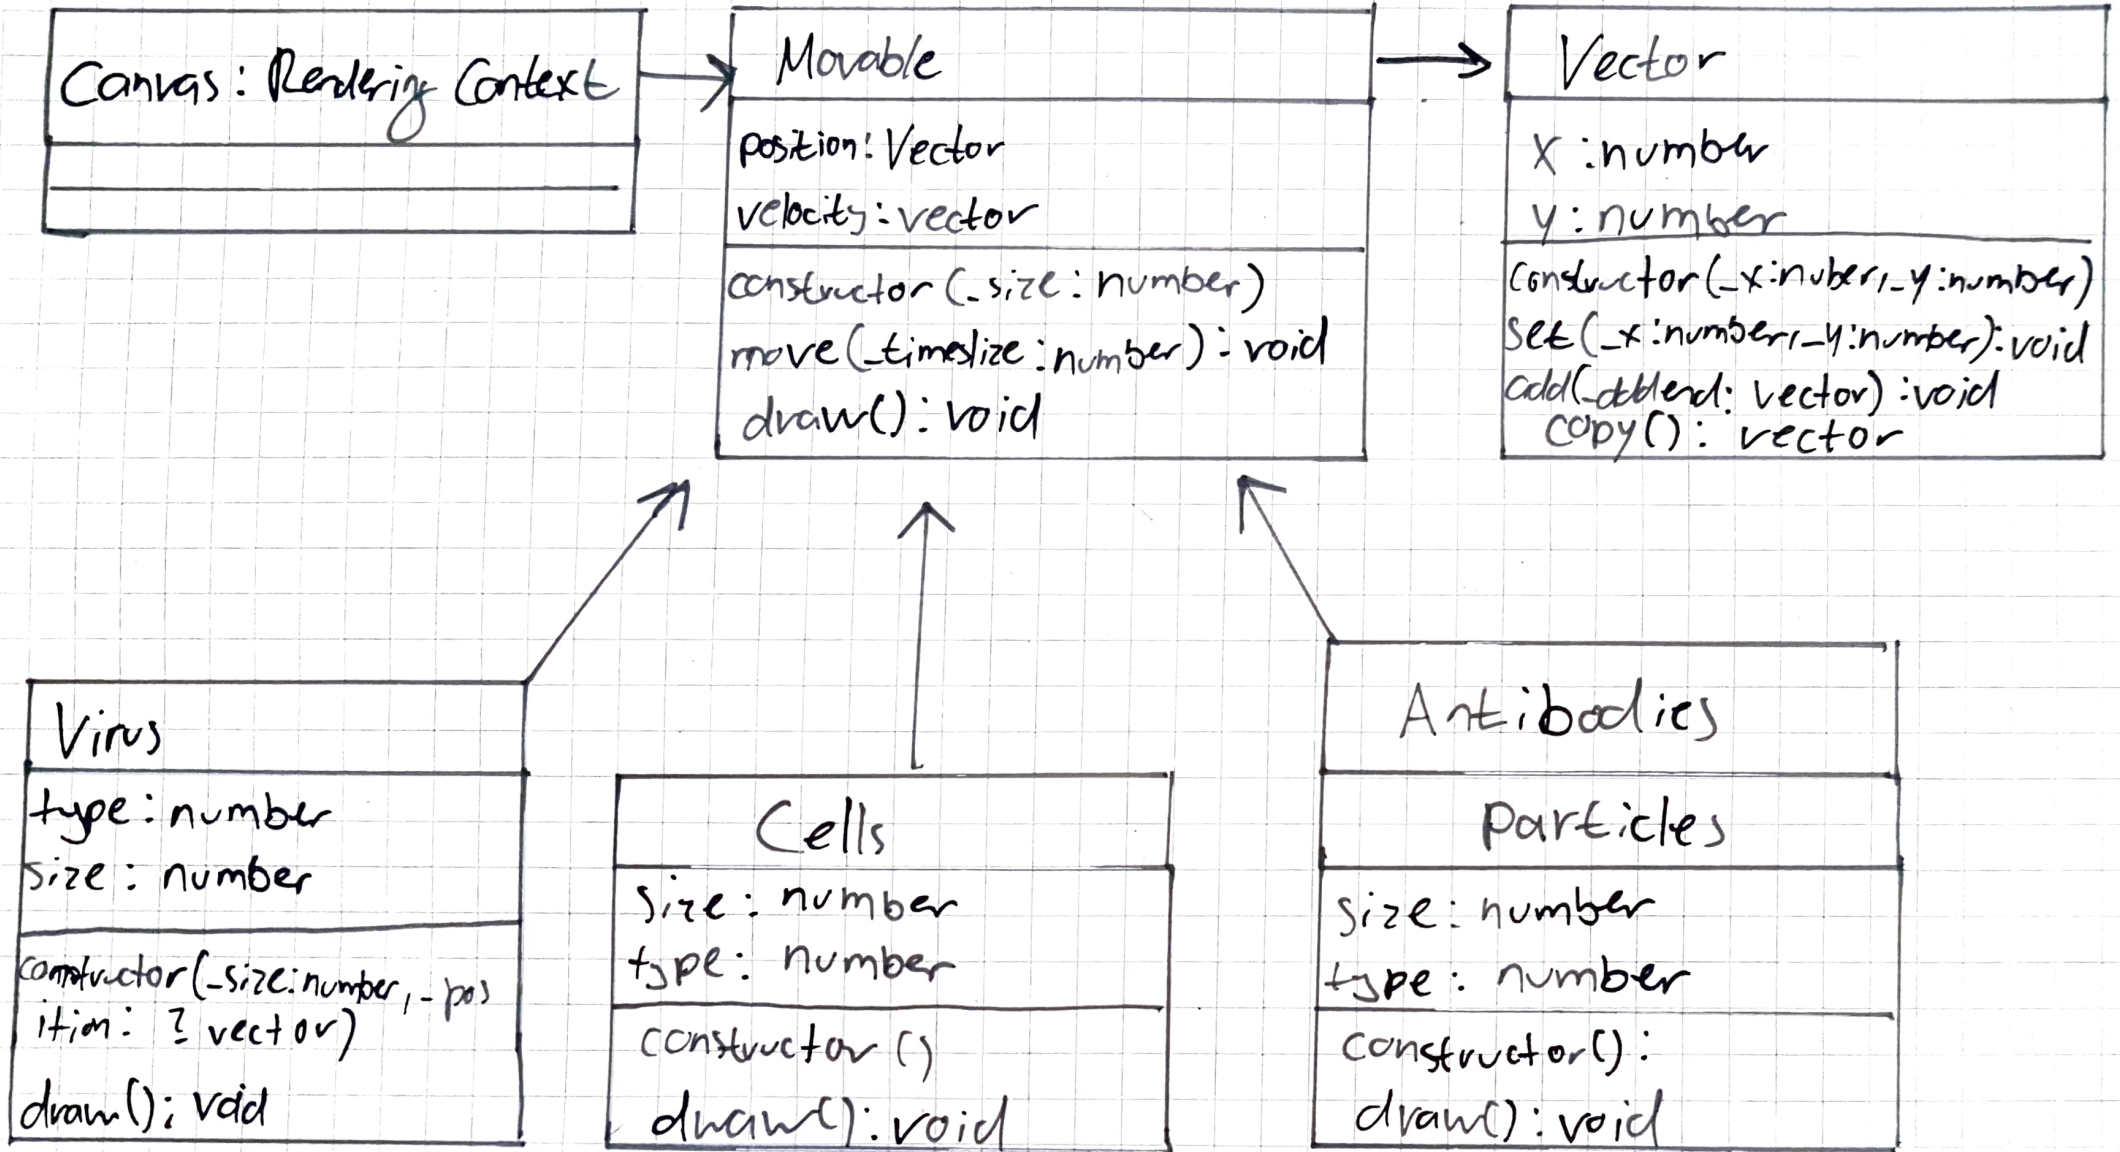 Canvas: Rendering Context
Movable
position: Vector
velocity: vector
constructor(_size: number)
move(_timeslize: number): void
draw(): void
Vector
x: number
y: number
constructor(_x:nuber,_y:number)
set(_x:number,_y:number): void
add(_addend: vector): void
copy(): vector
Virus
type: number
size: number
constructor(_size:number,_pos
ition: ? vector)
draw(); void
Cells
size: number
type: number
constructor()
draw(): void
Antibodies
particles
size: number
type: number
constructor():
draw(): void